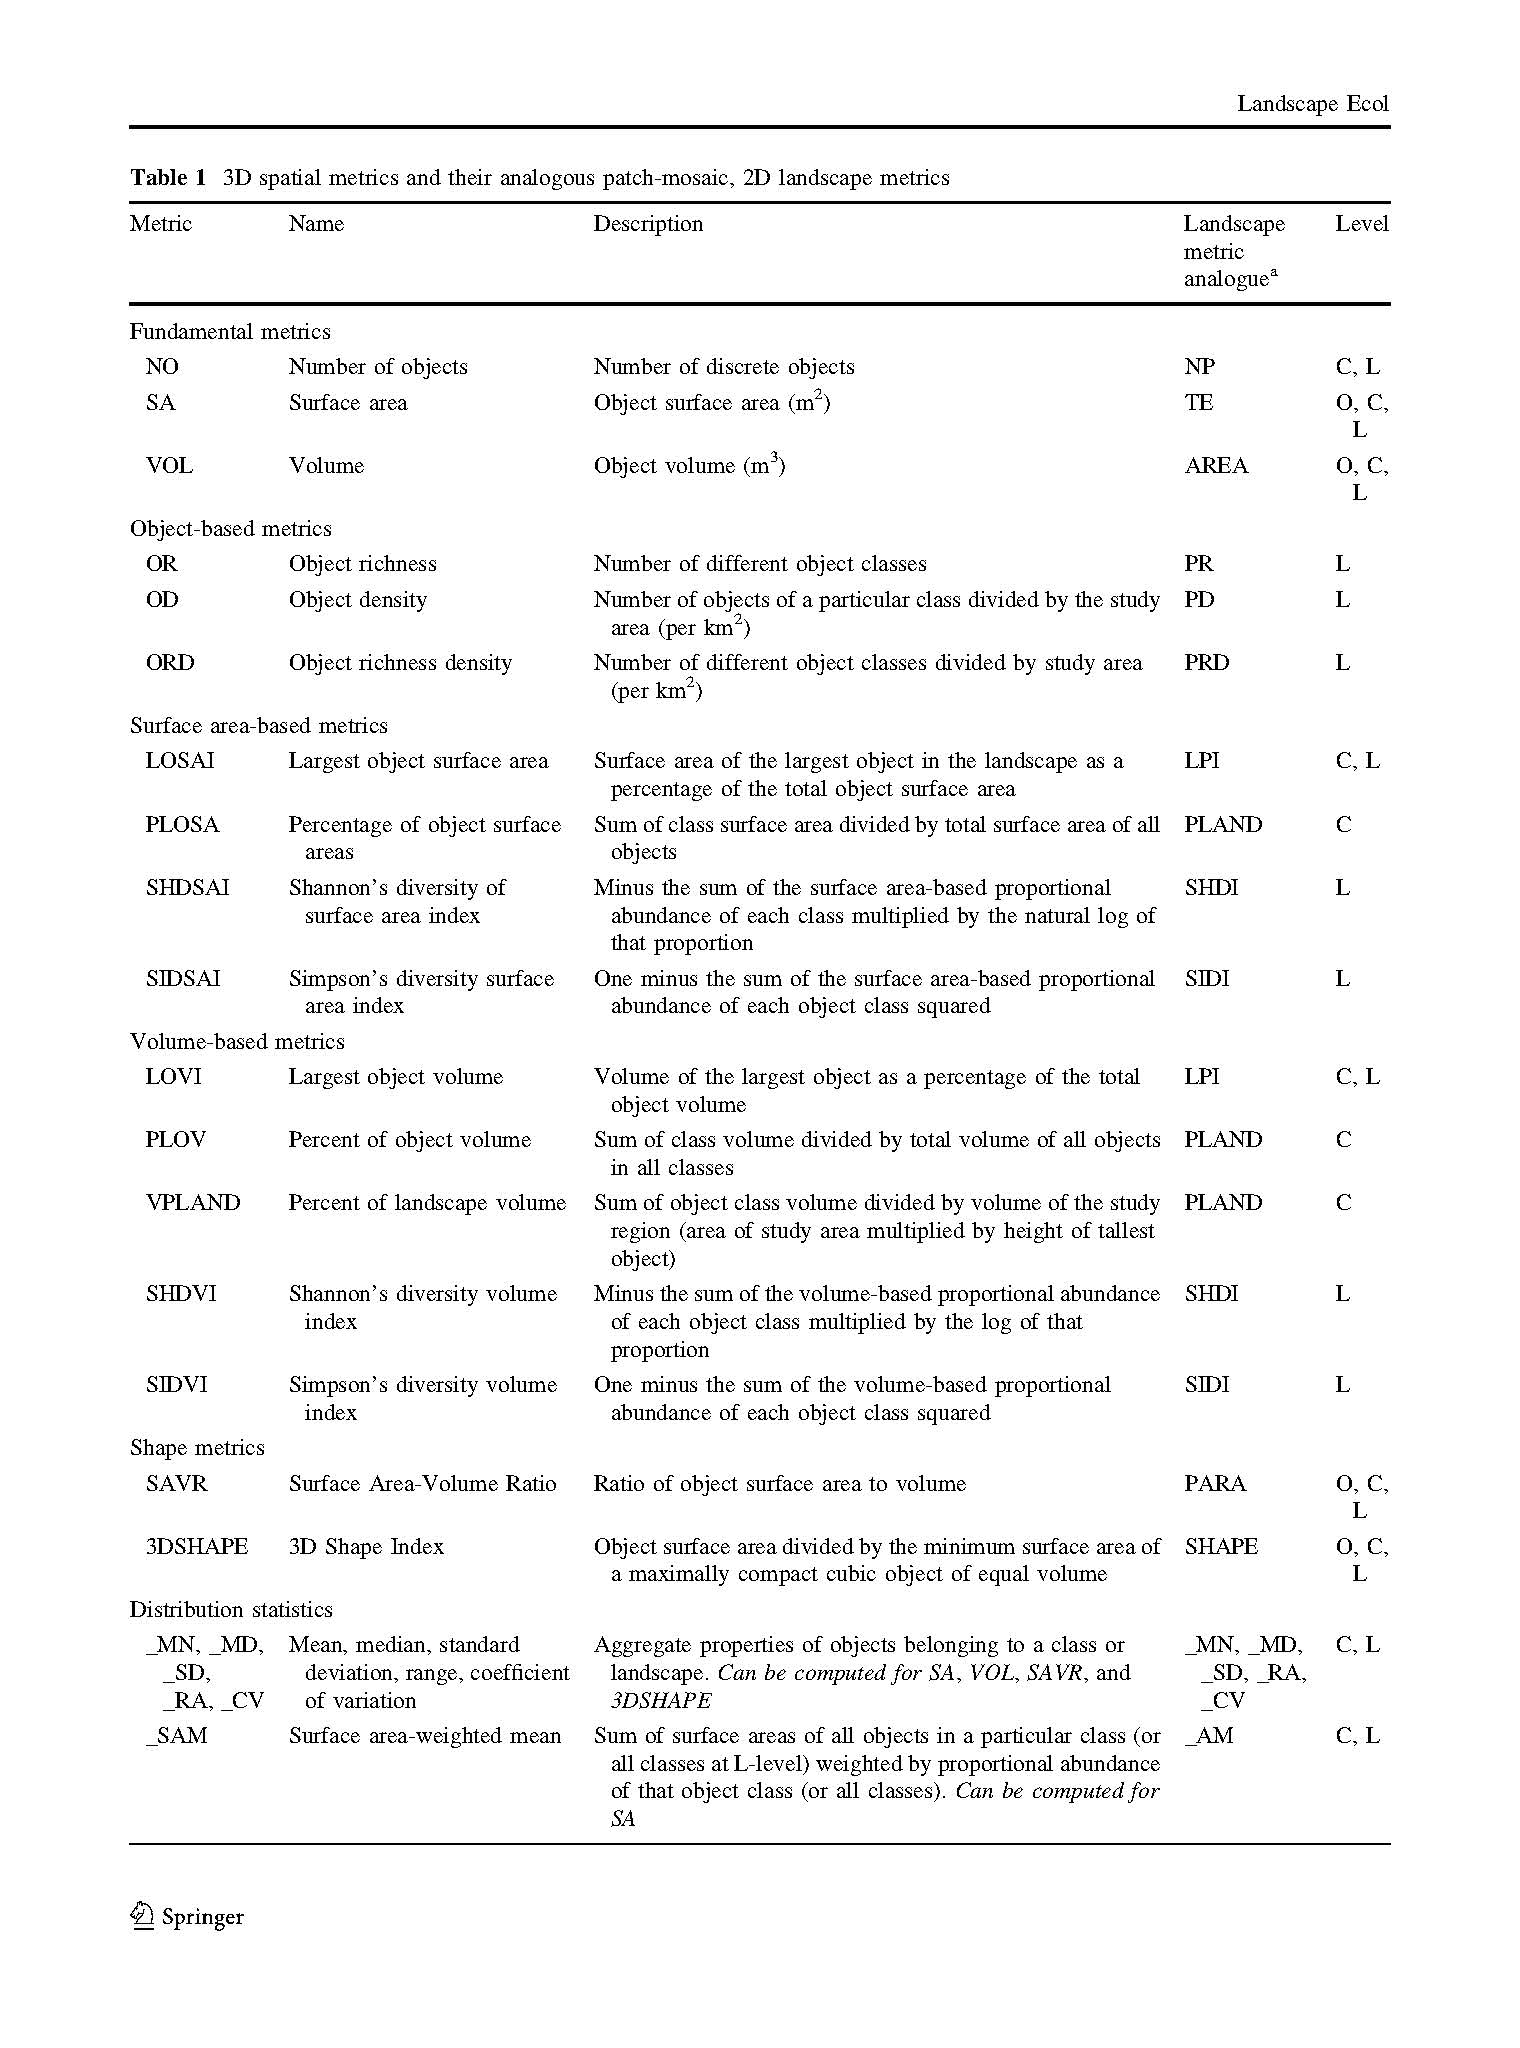 Landscape Ecol
Table 1 3D spatial metrics and their analogous patch-mosaic, 2D landscape metrics
Metric Name Description Landscape Level
metric
analogueᵃ
Fundamental metrics
NO Number of objects Number of discrete objects NP C, L
SA Surface area Object surface area (m²) TE O, C,
L
VOL Volume Object volume (m³) AREA O, C,
L
Object-based metrics
OR Object richness Number of different object classes PR L
OD Object density Number of objects of a particular class divided by the study PD L
area (per km²)
ORD Object richness density Number of different object classes divided by study area PRD L
(per km²)
Surface area-based metrics
LOSAI Largest object surface area Surface area of the largest object in the landscape as a LPI C, L
percentage of the total object surface area
PLOSA Percentage of object surface Sum of class surface area divided by total surface area of all PLAND C
areas objects
SHDSAI Shannon's diversity of Minus the sum of the surface area-based proportional SHDI L
surface area index abundance of each class multiplied by the natural log of
that proportion
SIDSAI Simpson's diversity surface One minus the sum of the surface area-based proportional SIDI L
area index abundance of each object class squared
Volume-based metrics
LOVI Largest object volume Volume of the largest object as a percentage of the total LPI C, L
object volume
PLOV Percent of object volume Sum of class volume divided by total volume of all objects PLAND C
in all classes
VPLAND Percent of landscape volume Sum of object class volume divided by volume of the study PLAND C
region (area of study area multiplied by height of tallest
object)
SHDVI Shannon's diversity volume Minus the sum of the volume-based proportional abundance SHDI L
index of each object class multiplied by the log of that
proportion
SIDVI Simpson's diversity volume One minus the sum of the volume-based proportional SIDI L
index abundance of each object class squared
Shape metrics
SAVR Surface Area-Volume Ratio Ratio of object surface area to volume PARA O, C,
L
3DSHAPE 3D Shape Index Object surface area divided by the minimum surface area of SHAPE O, C,
a maximally compact cubic object of equal volume L
Distribution statistics
_MN, _MD, Mean, median, standard Aggregate properties of objects belonging to a class or _MN, _MD, C, L
_SD, deviation, range, coefficient landscape. Can be computed for SA, VOL, SAVR, and _SD, _RA,
_RA, _CV of variation 3DSHAPE _CV
_SAM Surface area-weighted mean Sum of surface areas of all objects in a particular class (or _AM C, L
all classes at L-level) weighted by proportional abundance
of that object class (or all classes). Can be computed for
SA
Springer